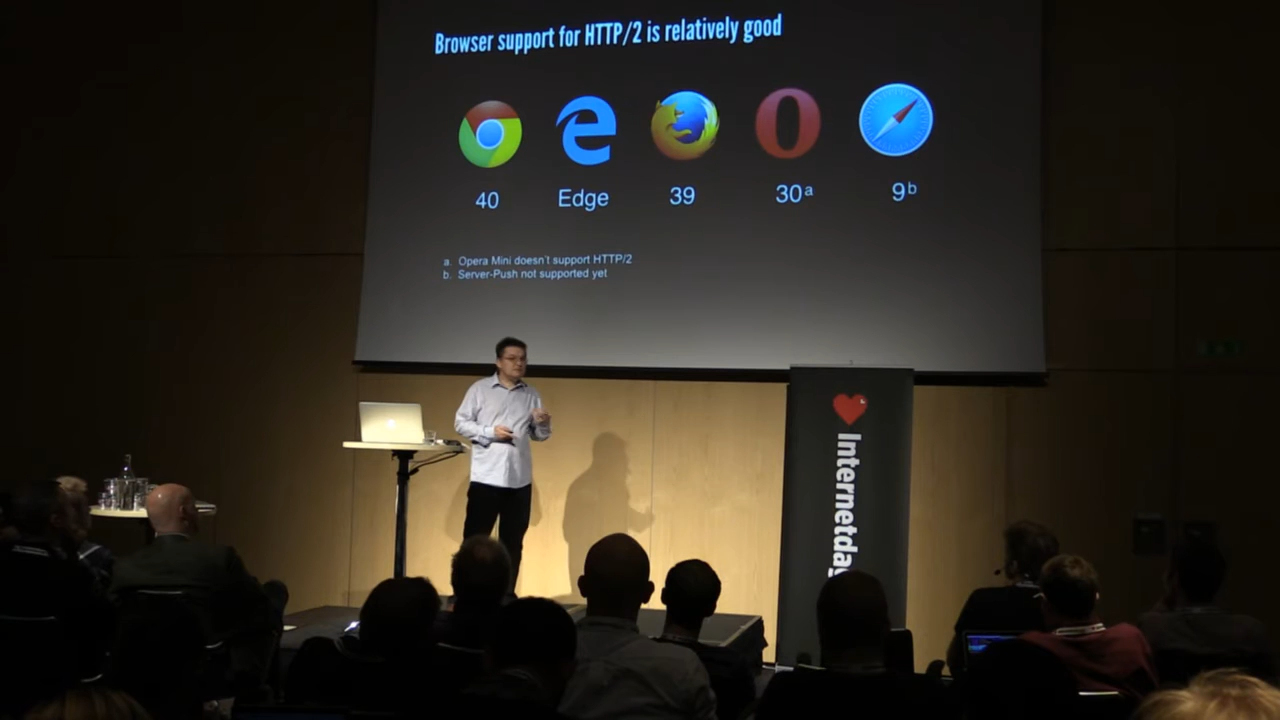 Browser support for HTTP/2 is relatively good
40 Edge 39 30a 9b
a. Opera Mini doesn't support HTTP/2
b. Server-Push not supported yet
Internetdag